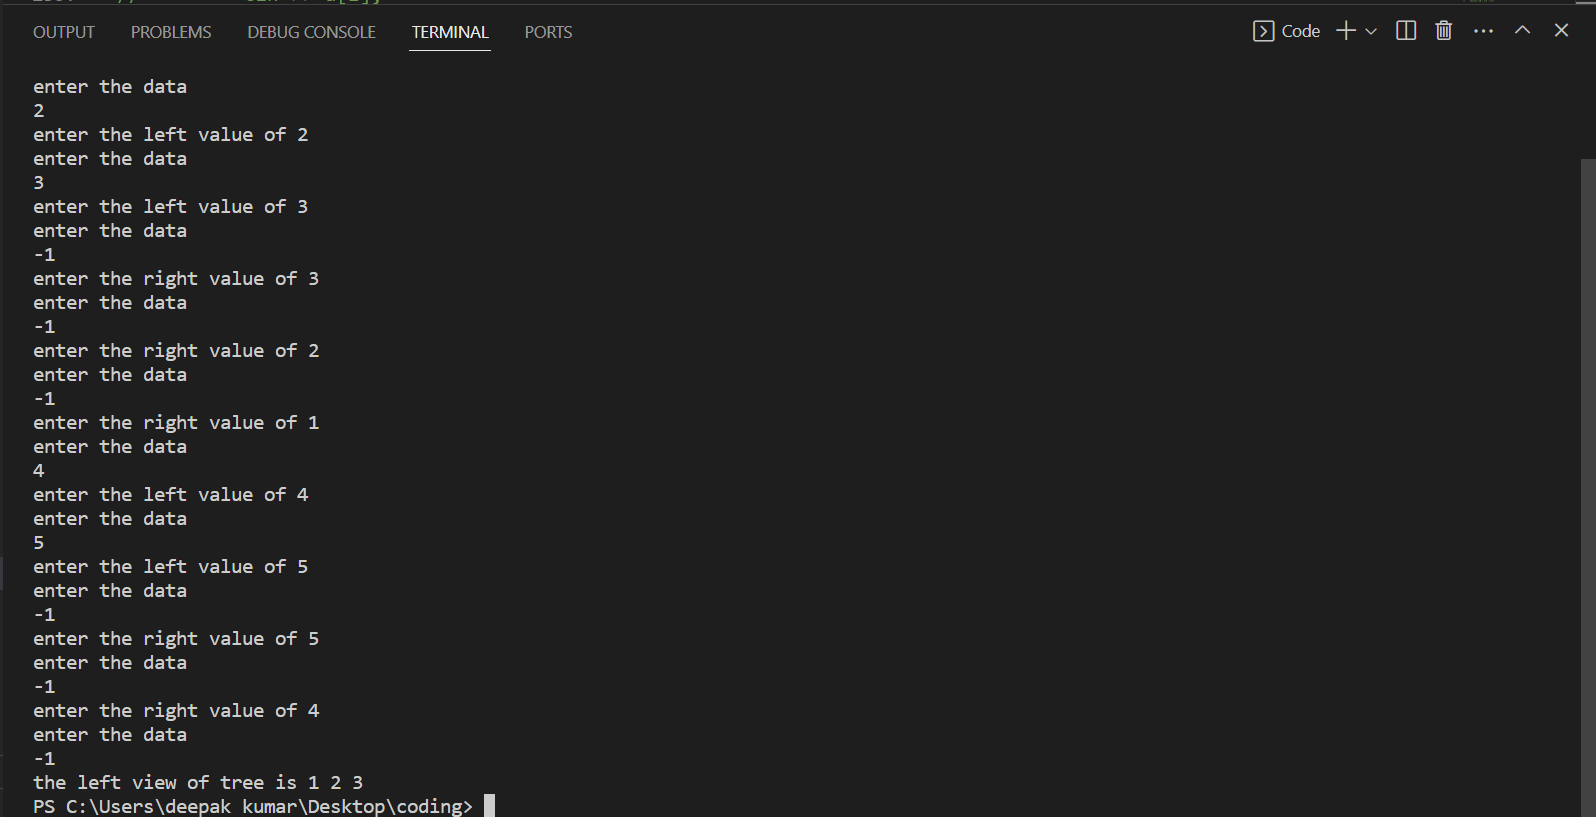 OUTPUT PROBLEMS DEBUG CONSOLE TERMINAL PORTS Code
enter the data
2
enter the left value of 2
enter the data
3
enter the left value of 3
enter the data
-1
enter the right value of 3
enter the data
-1
enter the right value of 2
enter the data
-1
enter the right value of 1
enter the data
4
enter the left value of 4
enter the data
5
enter the left value of 5
enter the data
-1
enter the right value of 5
enter the data
-1
enter the right value of 4
enter the data
-1
the left view of tree is 1 2 3
PS C:\Users\deepak kumar\Desktop\coding>